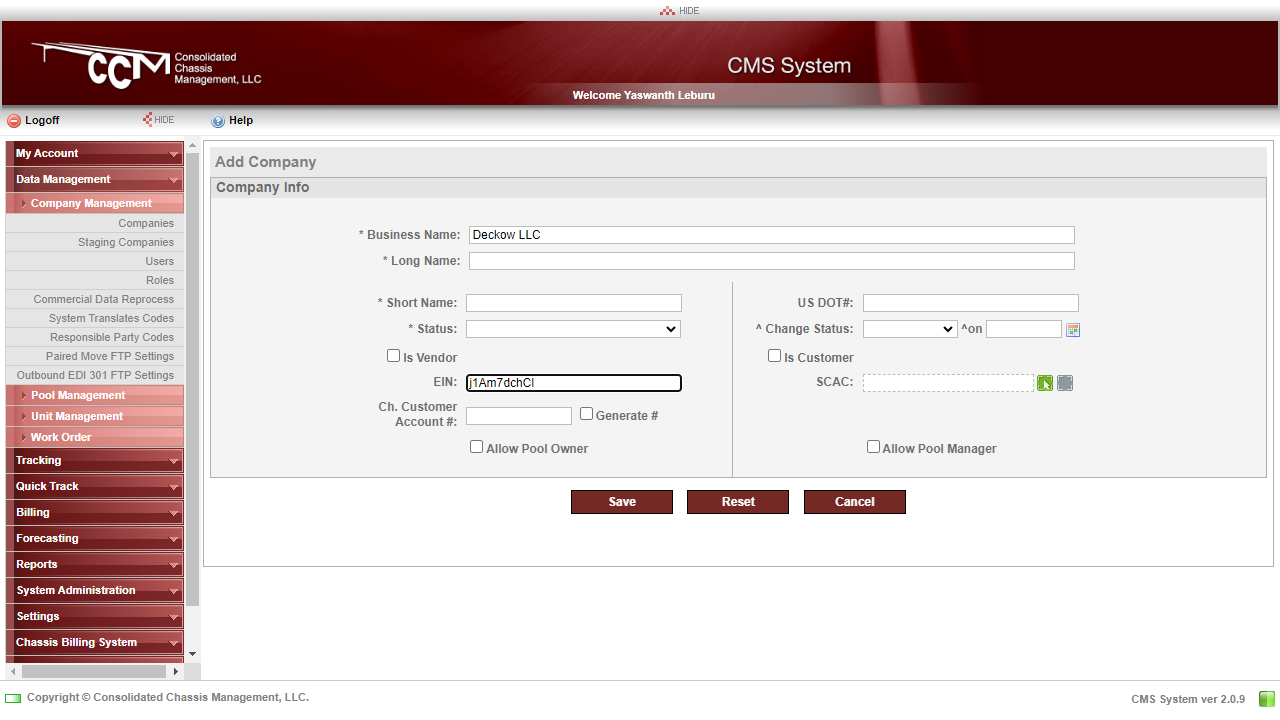 HIDE
CCM Consolidated
Chassis
Management, LLC
CMS System
Welcome Yaswanth Leburu
Logoff HIDE Help
My Account
Data Management
Company Management
Companies
Staging Companies
Users
Roles
Commercial Data Reprocess
System Translates Codes
Responsible Party Codes
Paired Move FTP Settings
Outbound EDI 301 FTP Settings
Pool Management
Unit Management
Work Order
Tracking
Quick Track
Billing
Forecasting
Reports
System Administration
Settings
Chassis Billing System
Add Company
Company Info
* Business Name: Deckow LLC
* Long Name:
* Short Name: US DOT#:
* Status: ^ Change Status: ^on
Is Vendor Is Customer
EIN: j1Am7dchCl SCAC:
Ch. Customer
Account #: Generate #
Allow Pool Owner Allow Pool Manager
Save Reset Cancel
Copyright © Consolidated Chassis Management, LLC. CMS System ver 2.0.9